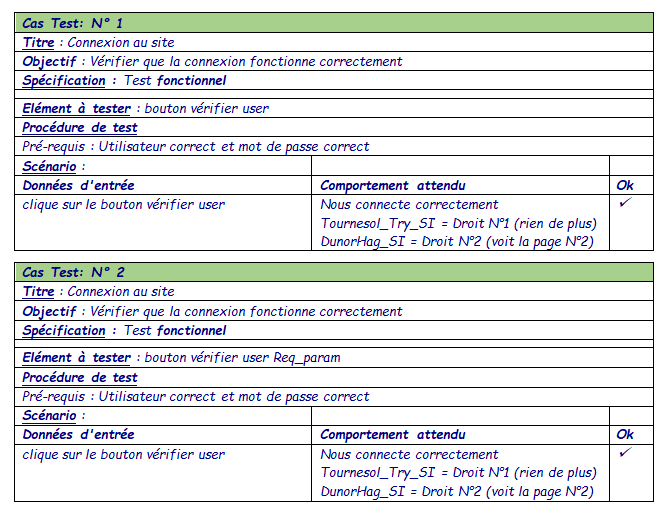 Cas Test: N° 1
Titre : Connexion au site
Objectif : Vérifier que la connexion fonctionne correctement
Spécification : Test fonctionnel
Elément à tester : bouton vérifier user
Procédure de test
Pré-requis : Utilisateur correct et mot de passe correct
Scénario :
Données d'entrée Comportement attendu Ok
clique sur le bouton vérifier user Nous connecte correctement ✓
Tournesol_Try_SI = Droit N°1 (rien de plus)
DunorHag_SI = Droit N°2 (voit la page N°2)
Cas Test: N° 2
Titre : Connexion au site
Objectif : Vérifier que la connexion fonctionne correctement
Spécification : Test fonctionnel
Elément à tester : bouton vérifier user Req_param
Procédure de test
Pré-requis : Utilisateur correct et mot de passe correct
Scénario :
Données d'entrée Comportement attendu Ok
clique sur le bouton vérifier user Nous connecte correctement ✓
Tournesol_Try_SI = Droit N°1 (rien de plus)
DunorHag_SI = Droit N°2 (voit la page N°2)